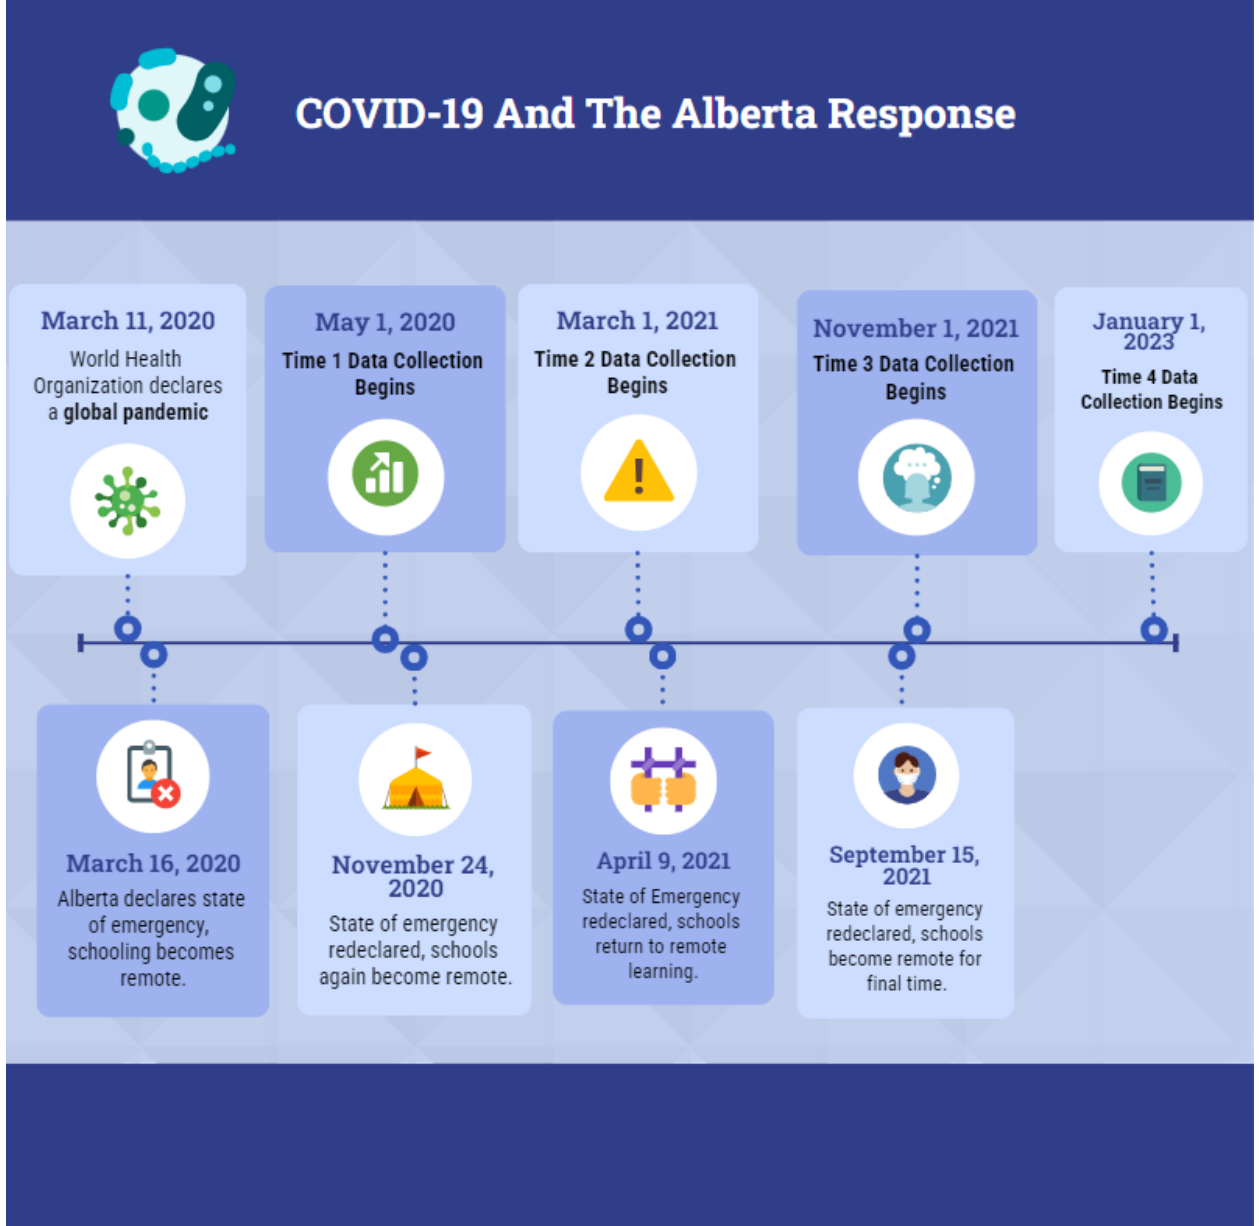 COVID-19 And The Alberta Response
March 11, 2020
World Health
Organization declares
a global pandemic
May 1, 2020
Time 1 Data Collection
Begins
March 1, 2021
Time 2 Data Collection
Begins
November 1, 2021
Time 3 Data Collection
Begins
January 1,
2023
Time 4 Data
Collection Begins
March 16, 2020
Alberta declares state
of emergency,
schooling becomes
remote.
November 24,
2020
State of emergency
redeclared, schools
again become remote.
April 9, 2021
State of Emergency
redeclared, schools
return to remote
learning.
September 15,
2021
State of emergency
redeclared, schools
become remote for
final time.